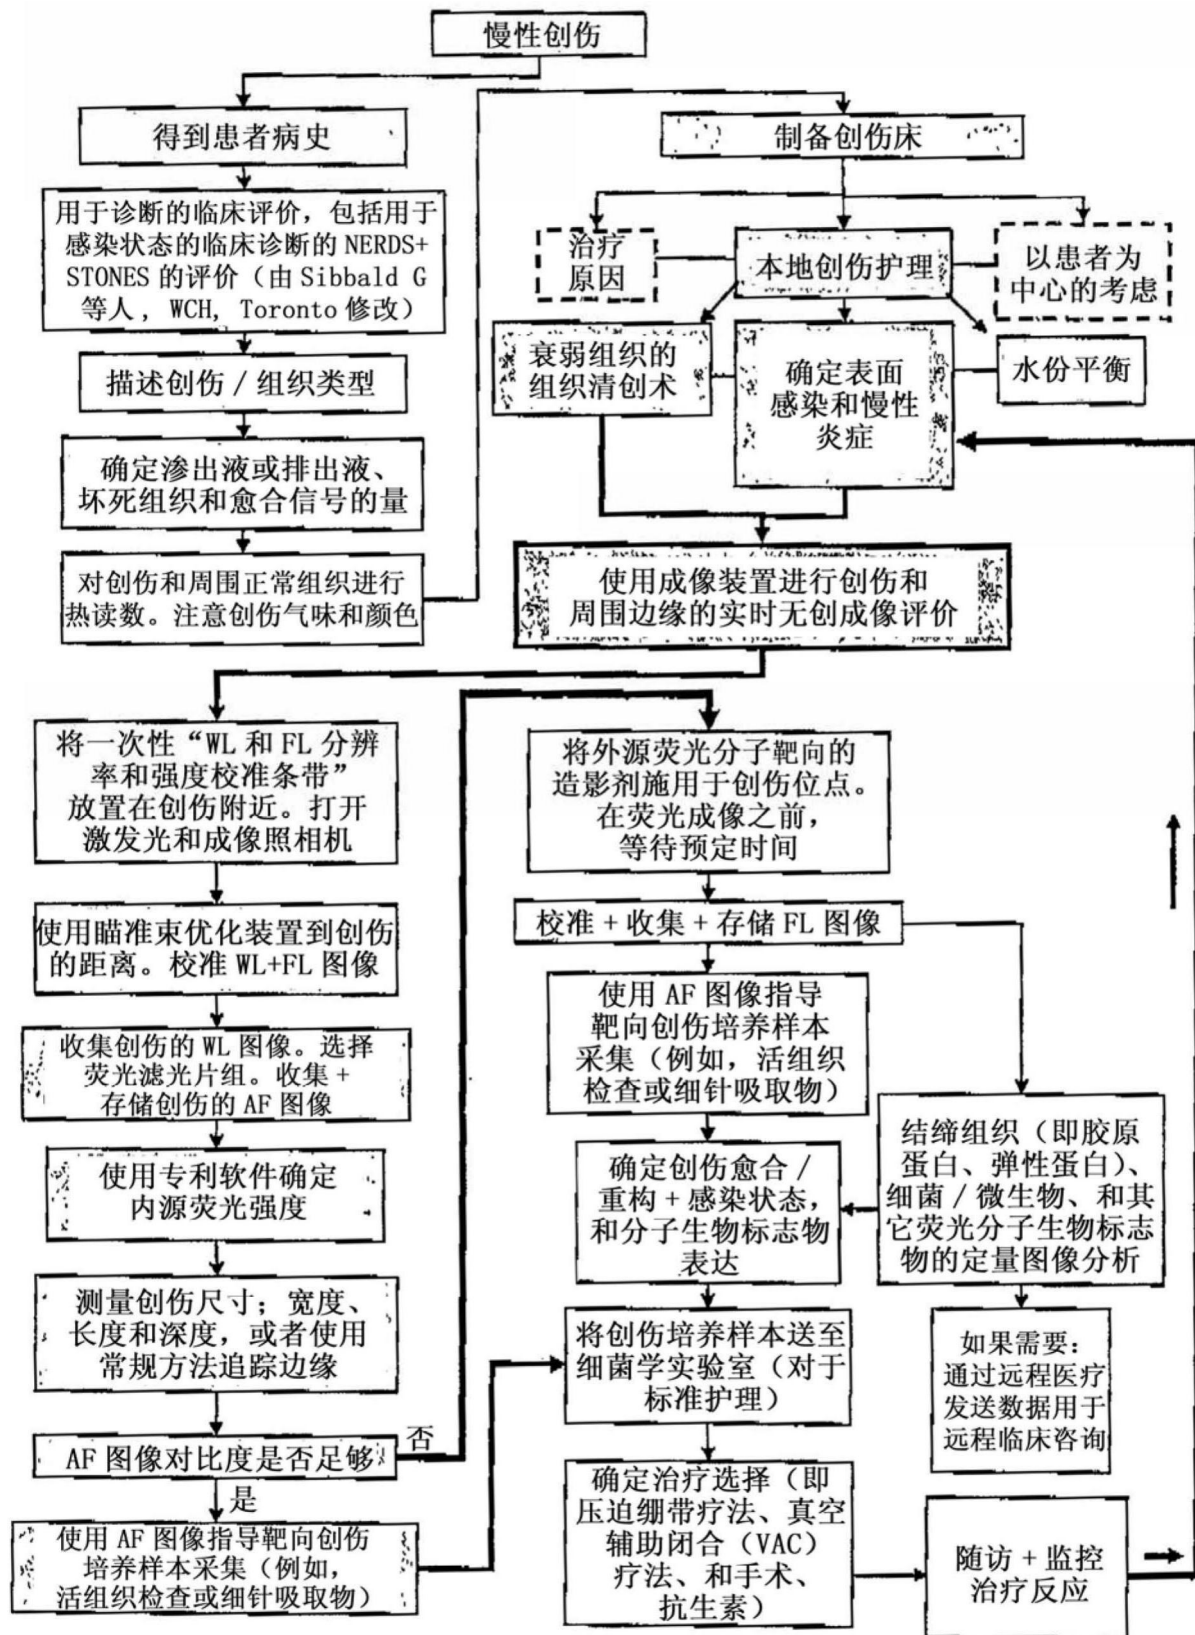 慢性创伤
得到患者病史
用于诊断的临床评价，包括用于
感染状态的临床诊断的 NERDS+
STONES 的评价（由 Sibbald G
等人, WCH, Toronto 修改）
描述创伤 / 组织类型
确定渗出液或排出液、
坏死组织和愈合信号的量
对创伤和周围正常组织进行
热读数。注意创伤气味和颜色
制备创伤床
治疗
原因
本地创伤护理
以患者为
中心的考虑
衰弱组织的
组织清创术
确定表面
感染和慢性
炎症
水份平衡
使用成像装置进行创伤和
周围边缘的实时无创成像评价
将一次性“WL 和 FL 分辨
率和强度校准条带”
放置在创伤附近。打开
激发光和成像照相机
使用瞄准束优化装置到创伤
的距离。校准 WL+FL 图像
收集创伤的 WL 图像。选择
荧光滤光片组。收集 +
存储创伤的 AF 图像
使用专利软件确定
内源荧光强度
测量创伤尺寸；宽度、
长度和深度，或者使用
常规方法追踪边缘
AF 图像对比度是否足够
否
是
使用 AF 图像指导靶向创伤
培养样本采集（例如，
活组织检查或细针吸取物）
将外源荧光分子靶向的
造影剂施用于创伤位点。
在荧光成像之前，
等待预定时间
校准 + 收集 + 存储 FL 图像
使用 AF 图像指导
靶向创伤培养样本
采集（例如，活组织
检查或细针吸取物）
确定创伤愈合 /
重构 + 感染状态，
和分子生物标志物
表达
结缔组织（即胶原
蛋白、弹性蛋白）、
细菌 / 微生物、和其
它荧光分子生物标志
物的定量图像分析
将创伤培养样本送至
细菌学实验室（对于
标准护理）
如果需要：
通过远程医疗
发送数据用于
远程临床咨询
确定治疗选择（即
压迫绷带疗法、真空
辅助闭合（VAC）
疗法、和手术、
抗生素）
随访 + 监控
治疗反应